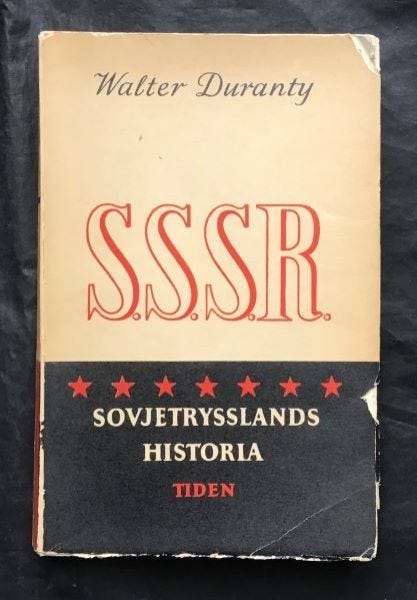 Walter Duranty
S.S.S.R.
★ ★ ★ ★ ★ ★ ★
SOVJETRYSSLANDS
HISTORIA
TIDEN